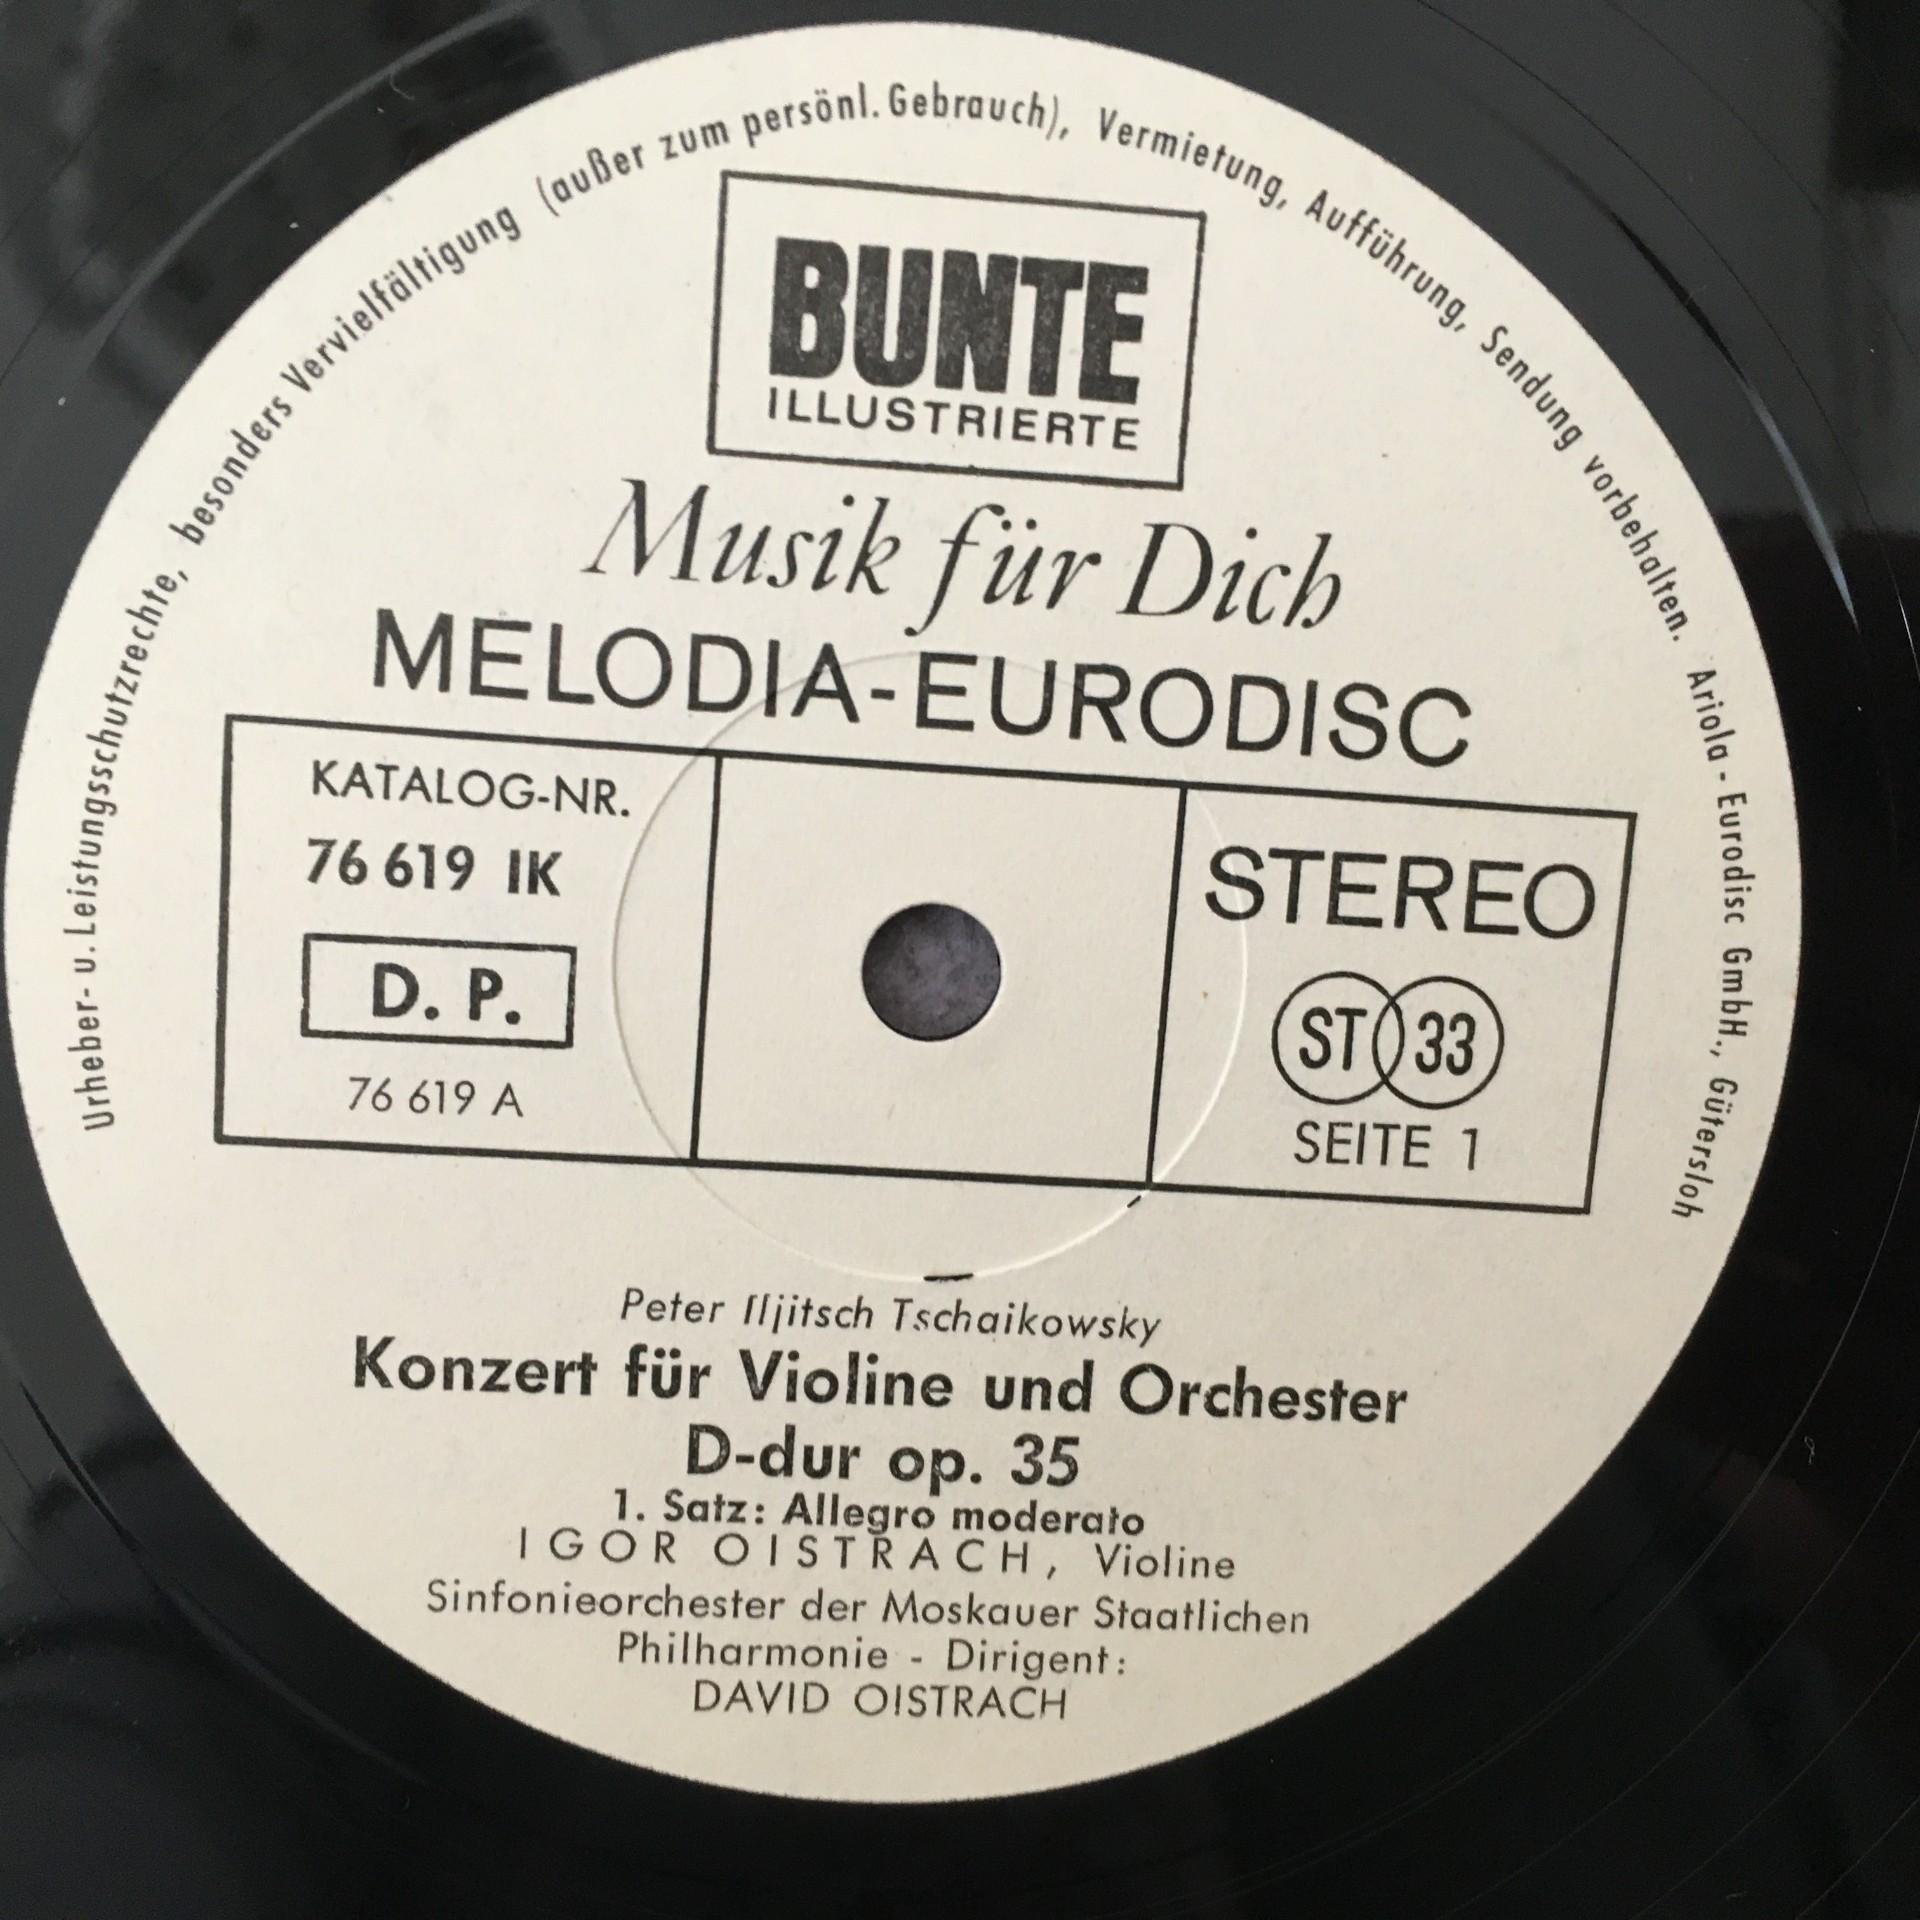 Urheber- u. Leistungsschutzrechte, besonders Vervielfältigung (außer zum persönl. Gebrauch), Vermietung, Aufführung, Sendung vorbehalten. Ariola - Eurodisc GmbH., Gütersloh
BUNTE
ILLUSTRIERTE
Musik für Dich
MELODIA-EURODISC
KATALOG-NR.
76 619 IK
D. P.
76 619 A
STEREO
ST 33
SEITE 1
Peter Iljitsch Tschaikowsky
Konzert für Violine und Orchester
D-dur op. 35
1. Satz: Allegro moderato
IGOR OISTRACH, Violine
Sinfonieorchester der Moskauer Staatlichen
Philharmonie - Dirigent:
DAVID OISTRACH